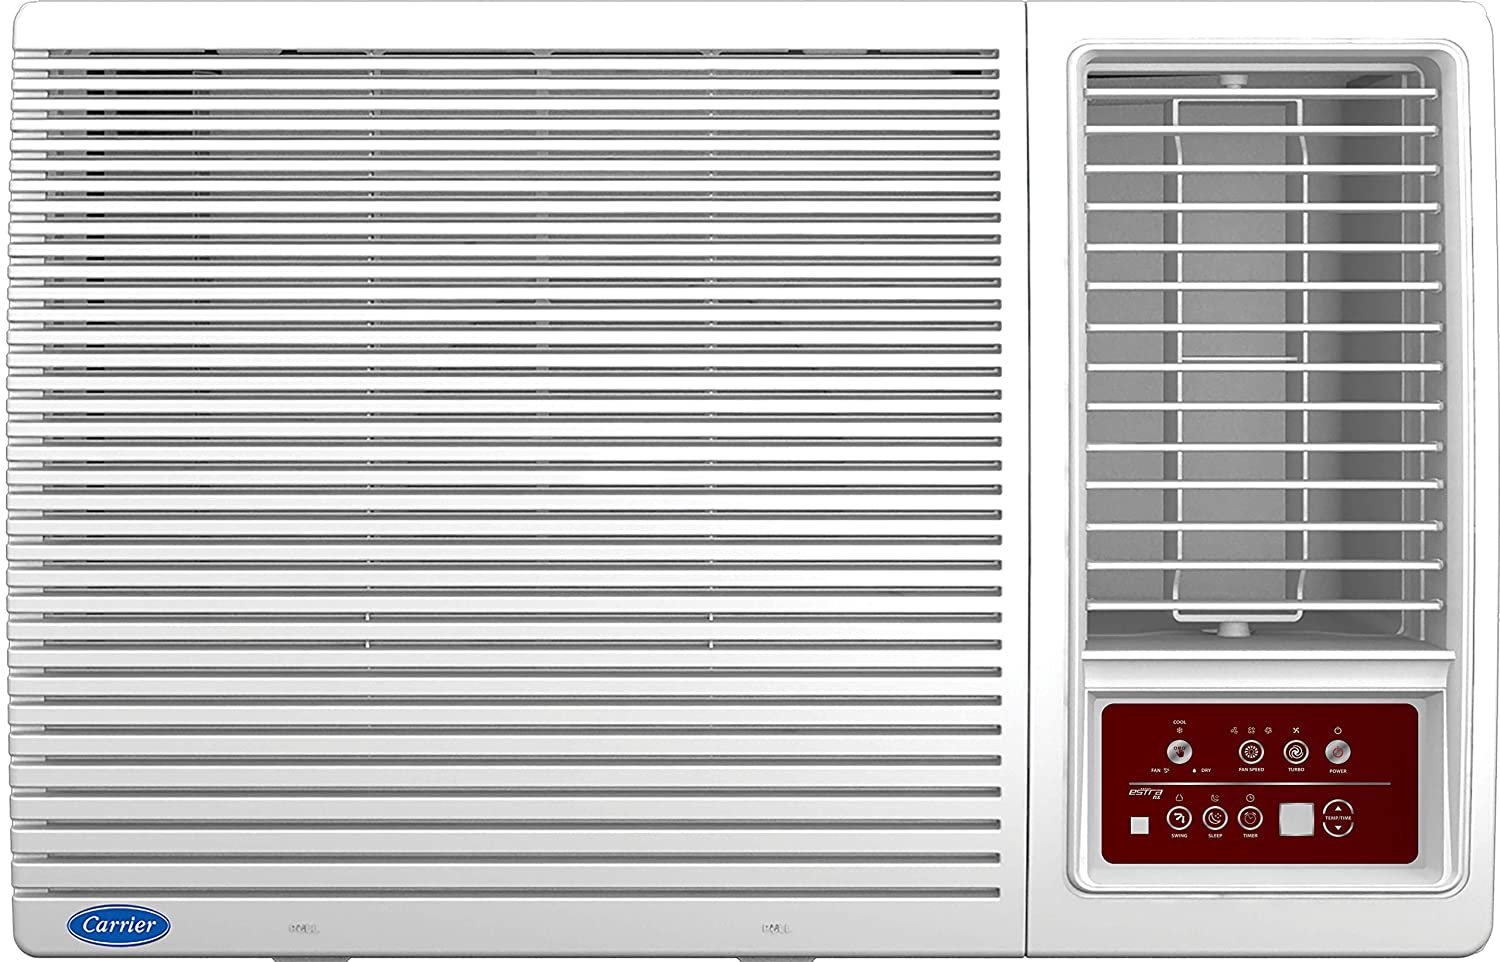 COOL
FAN
DRY
FAN SPEED
TURBO
POWER
estra
SWING
SLEEP
TIMER
TEMP/TIME
Carrier
PULL
PULL